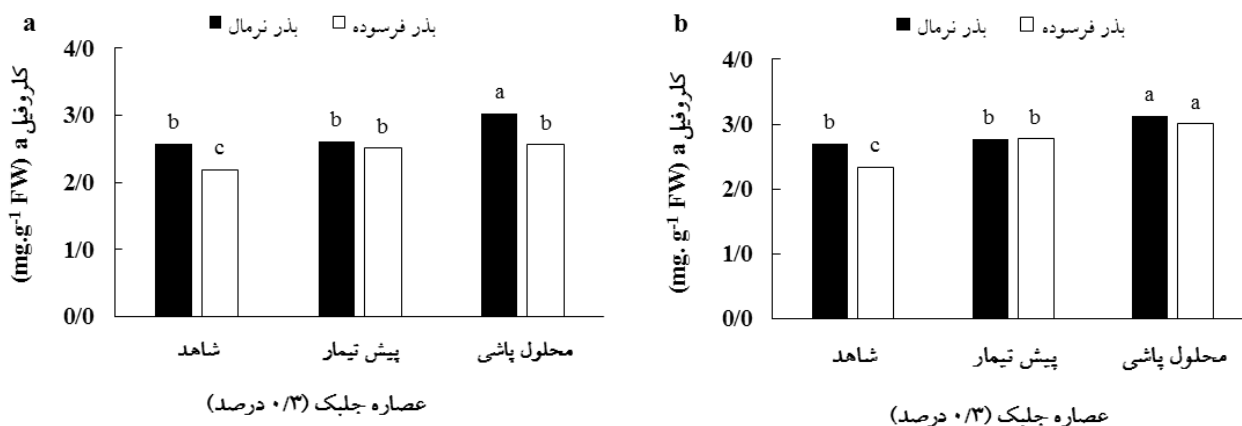 a
بذر نرمال
بذر فرسوده
کلروفیل a
(mg.g-1 FW)
4/0
3/0
2/0
1/0
0/0
b
c
b
b
a
b
شاهد
پیش تیمار
محلول پاشی
عصاره جلبک (۰/۳ درصد)
b
بذر نرمال
بذر فرسوده
کلروفیل a
(mg. g-1 FW)
4/0
3/0
2/0
1/0
0/0
b
c
b
b
a
a
شاهد
پیش تیمار
محلول پاشی
عصاره جلبک (۰/۳ درصد)